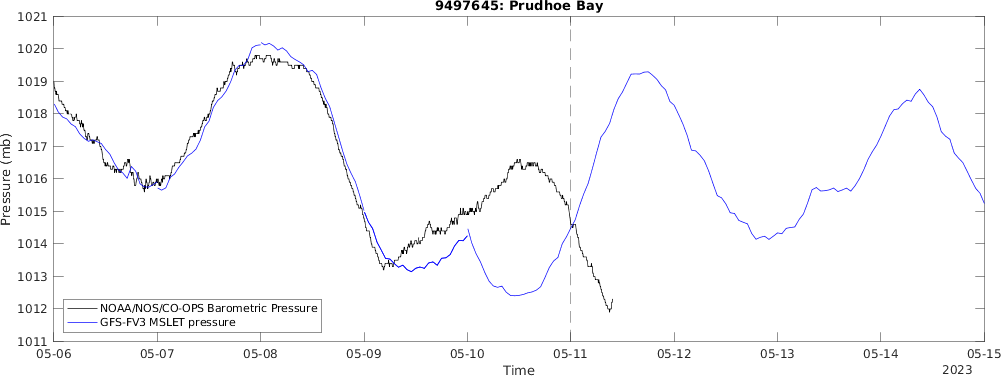 9497645: Prudhoe Bay
1021
1020
1019
1018
1017
1016
1015
1014
1013
1012
1011
Pressure (mb)
NOAA/NOS/CO-OPS Barometric Pressure
GFS-FV3 MSLET pressure
05-06 05-07 05-08 05-09 05-10 05-11 05-12 05-13 05-14 05-15
Time
2023